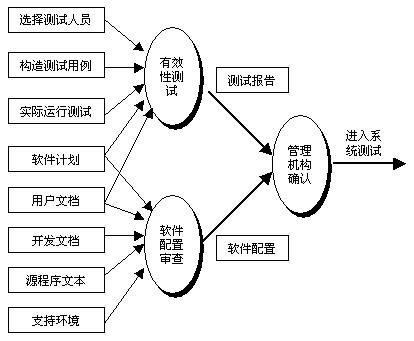 选择测试人员
构造测试用例
实际运行测试
软件计划
用户文档
开发文档
源程序文本
支持环境
有效
性测
试
软件
配置
审查
测试报告
软件配置
管理
机构
确认
进入系
统测试